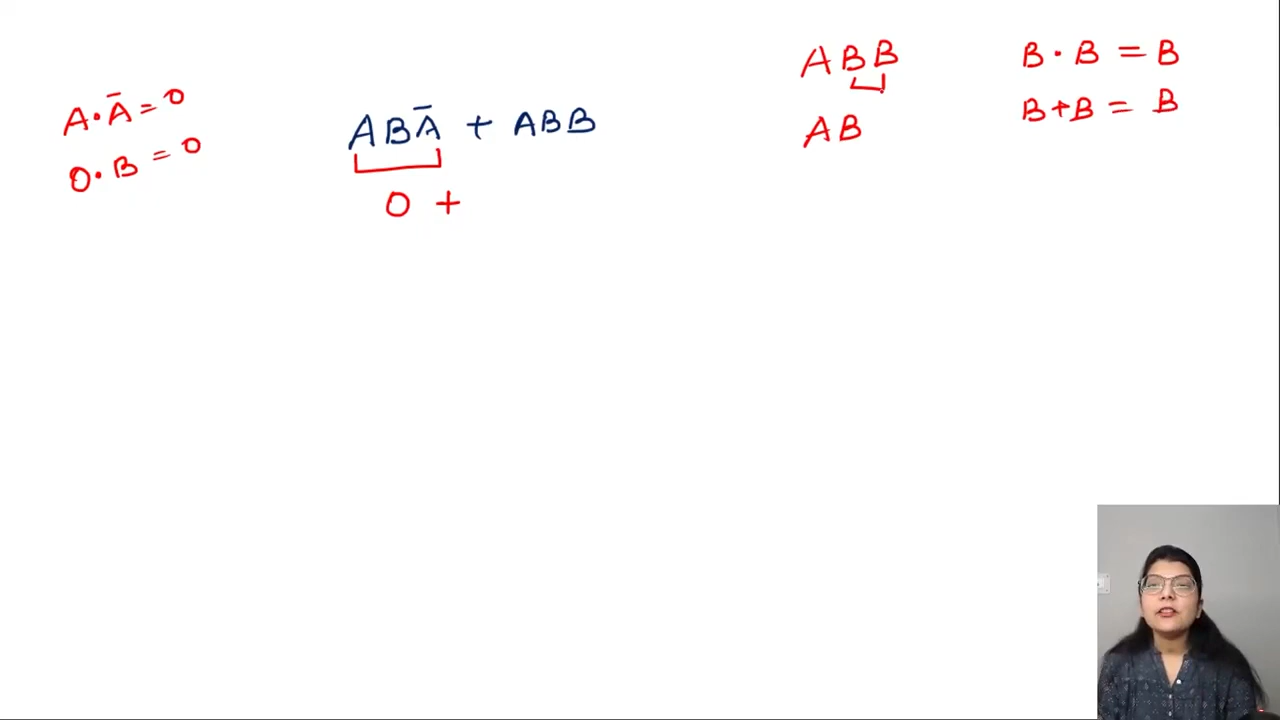 A·Ā=0
0·B=0
ABĀ + ABB
0 +
ABB
AB
B·B = B
B+B = B